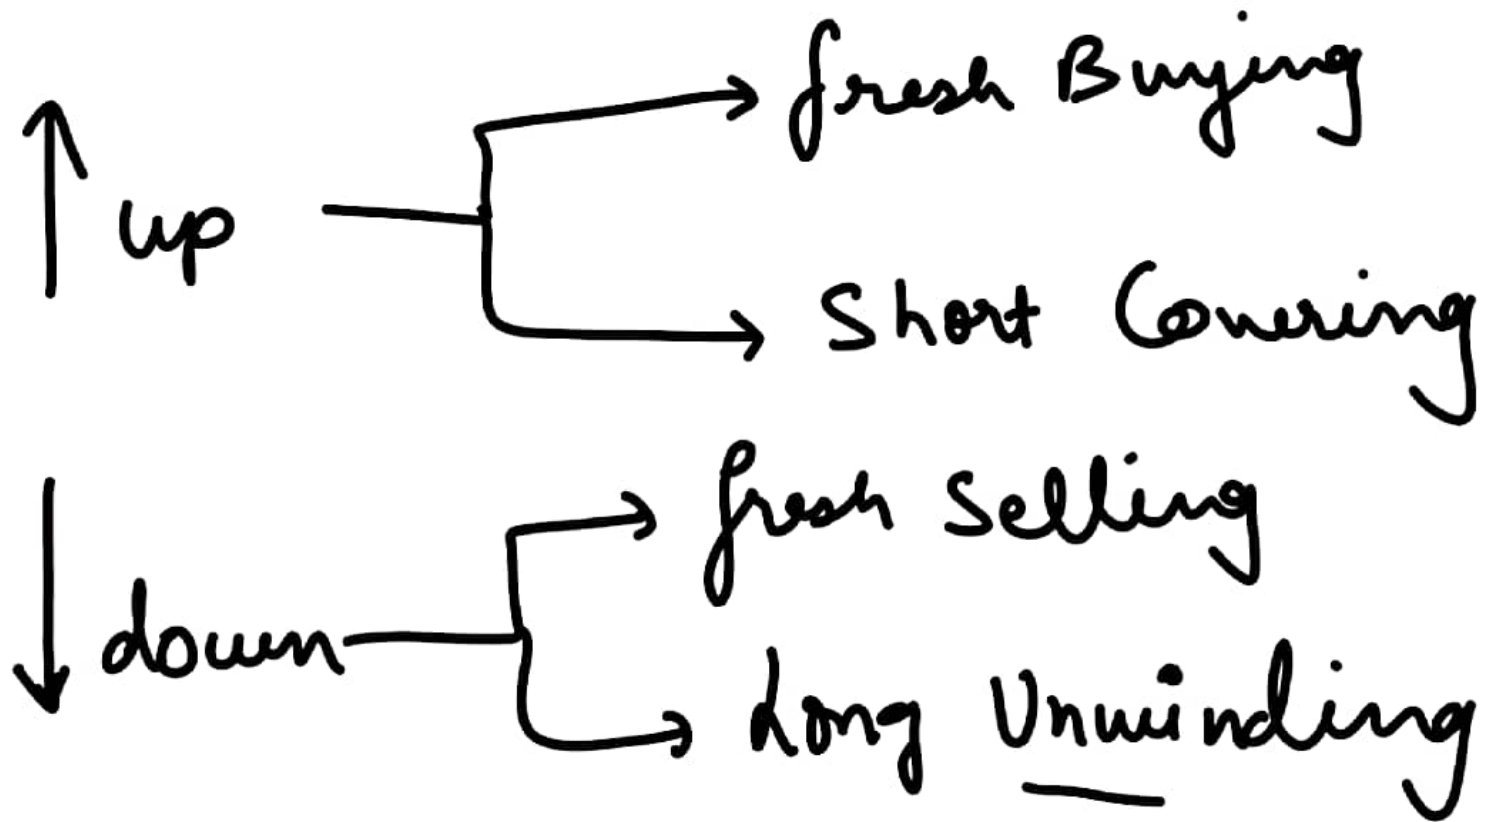 fresh Buying
up
Short Covering
fresh Selling
down
Long Unwinding